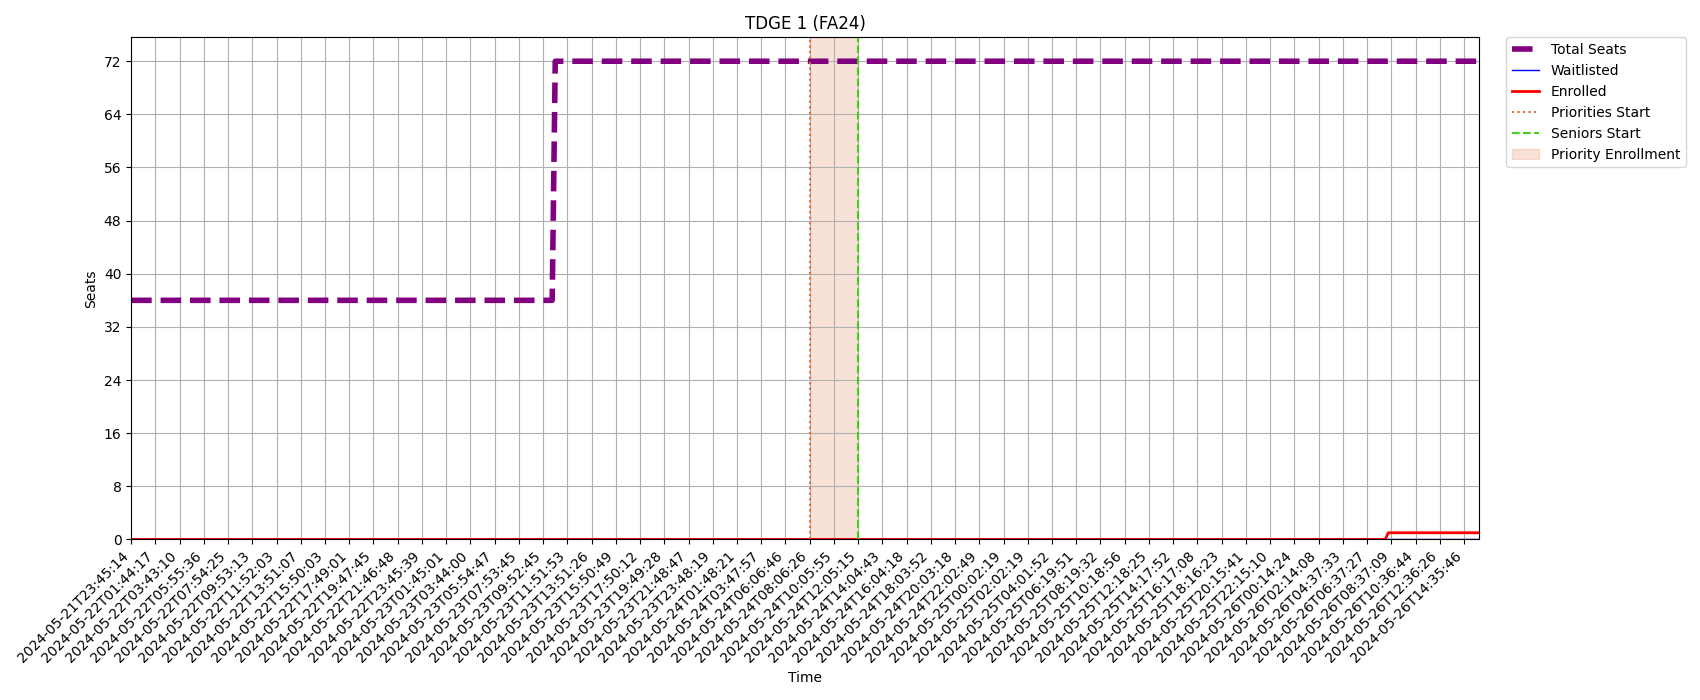 TDGE 1 (FA24)
Total Seats
Waitlisted
Enrolled
Priorities Start
Seniors Start
Priority Enrollment
Seats
72
64
56
48
40
32
24
16
8
0
2024-05-21T23:45:14
2024-05-22T01:44:17
2024-05-22T03:43:10
2024-05-22T05:55:36
2024-05-22T07:54:25
2024-05-22T09:53:13
2024-05-22T11:52:03
2024-05-22T13:51:07
2024-05-22T15:50:03
2024-05-22T17:49:01
2024-05-22T19:47:45
2024-05-22T21:46:48
2024-05-22T23:45:39
2024-05-23T01:45:01
2024-05-23T03:44:00
2024-05-23T05:54:47
2024-05-23T07:53:45
2024-05-23T09:52:45
2024-05-23T11:51:53
2024-05-23T13:51:26
2024-05-23T15:50:49
2024-05-23T17:50:12
2024-05-23T19:49:28
2024-05-23T21:48:47
2024-05-23T23:48:19
2024-05-24T01:48:21
2024-05-24T03:47:57
2024-05-24T06:06:46
2024-05-24T08:06:26
2024-05-24T10:05:55
2024-05-24T12:05:15
2024-05-24T14:04:43
2024-05-24T16:04:18
2024-05-24T18:03:52
2024-05-24T20:03:18
2024-05-24T22:02:49
2024-05-25T00:02:19
2024-05-25T02:02:19
2024-05-25T04:01:52
2024-05-25T06:19:51
2024-05-25T08:19:32
2024-05-25T10:18:56
2024-05-25T12:18:25
2024-05-25T14:17:52
2024-05-25T16:17:08
2024-05-25T18:16:23
2024-05-25T20:15:41
2024-05-25T22:15:10
2024-05-26T00:14:24
2024-05-26T02:14:08
2024-05-26T04:37:33
2024-05-26T06:37:27
2024-05-26T08:37:09
2024-05-26T10:36:44
2024-05-26T12:36:26
2024-05-26T14:35:46
Time